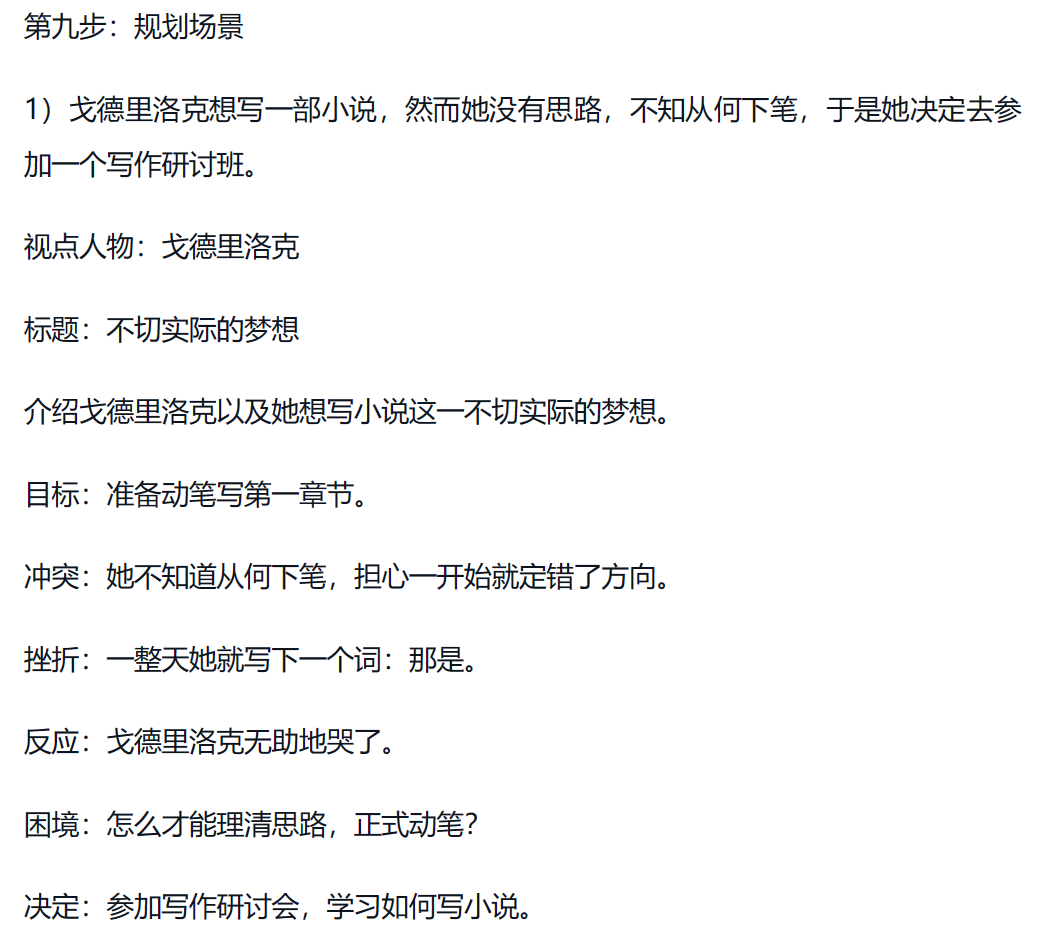 第九步：规划场景
1）戈德里洛克想写一部小说，然而她没有思路，不知从何下笔，于是她决定去参
加一个写作研讨班。
视点人物：戈德里洛克
标题：不切实际的梦想
介绍戈德里洛克以及她想写小说这一不切实际的梦想。
目标：准备动笔写第一章节。
冲突：她不知道从何下笔，担心一开始就定错了方向。
挫折：一整天她就写下一个词：那是。
反应：戈德里洛克无助地哭了。
困境：怎么才能理清思路，正式动笔？
决定：参加写作研讨会，学习如何写小说。